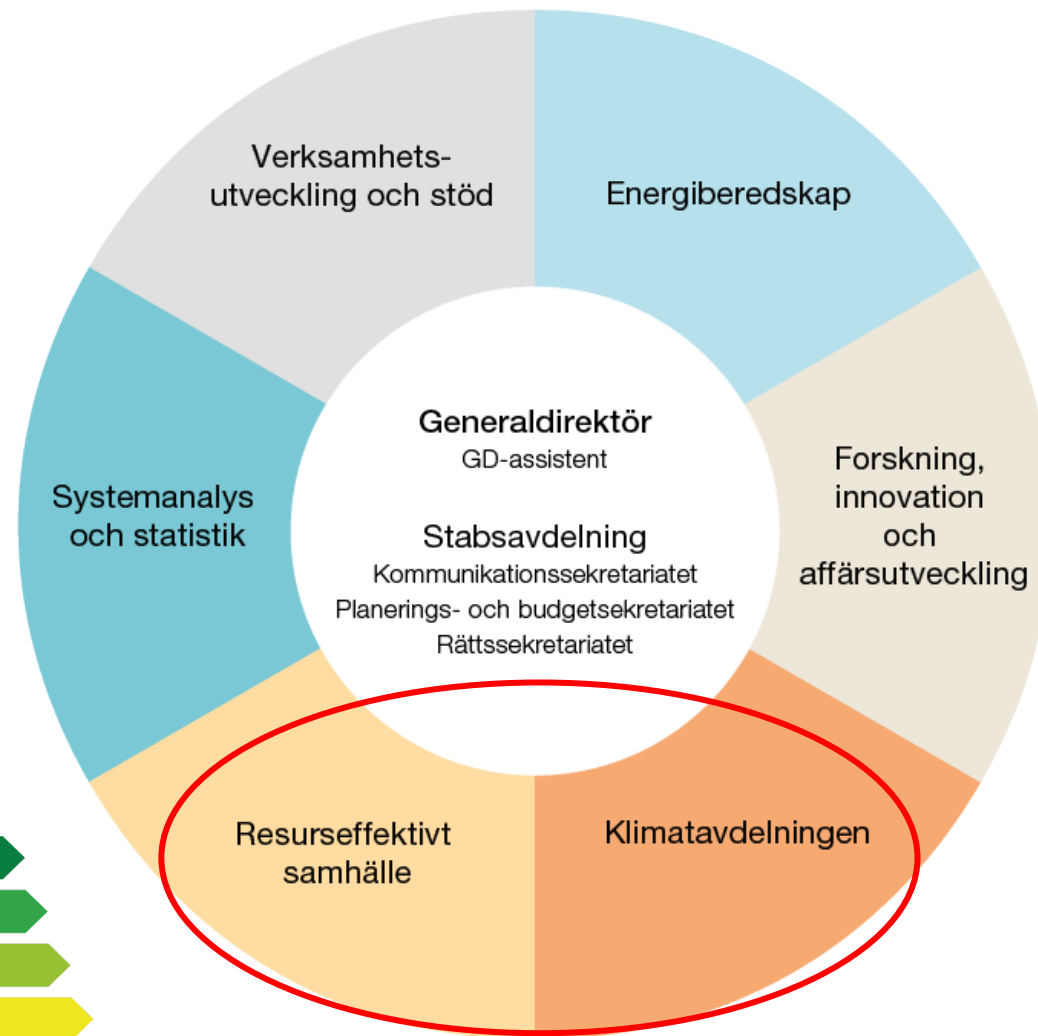 Verksamhets-
utveckling och stöd
Energiberedskap
Generaldirektör
GD-assistent
Stabsavdelning
Kommunikationssekretariatet
Planerings- och budgetsekretariatet
Rättssekretariatet
Systemanalys
och statistik
Forskning,
innovation
och
affärsutveckling
Resurseffektivt
samhälle
Klimatavdelningen